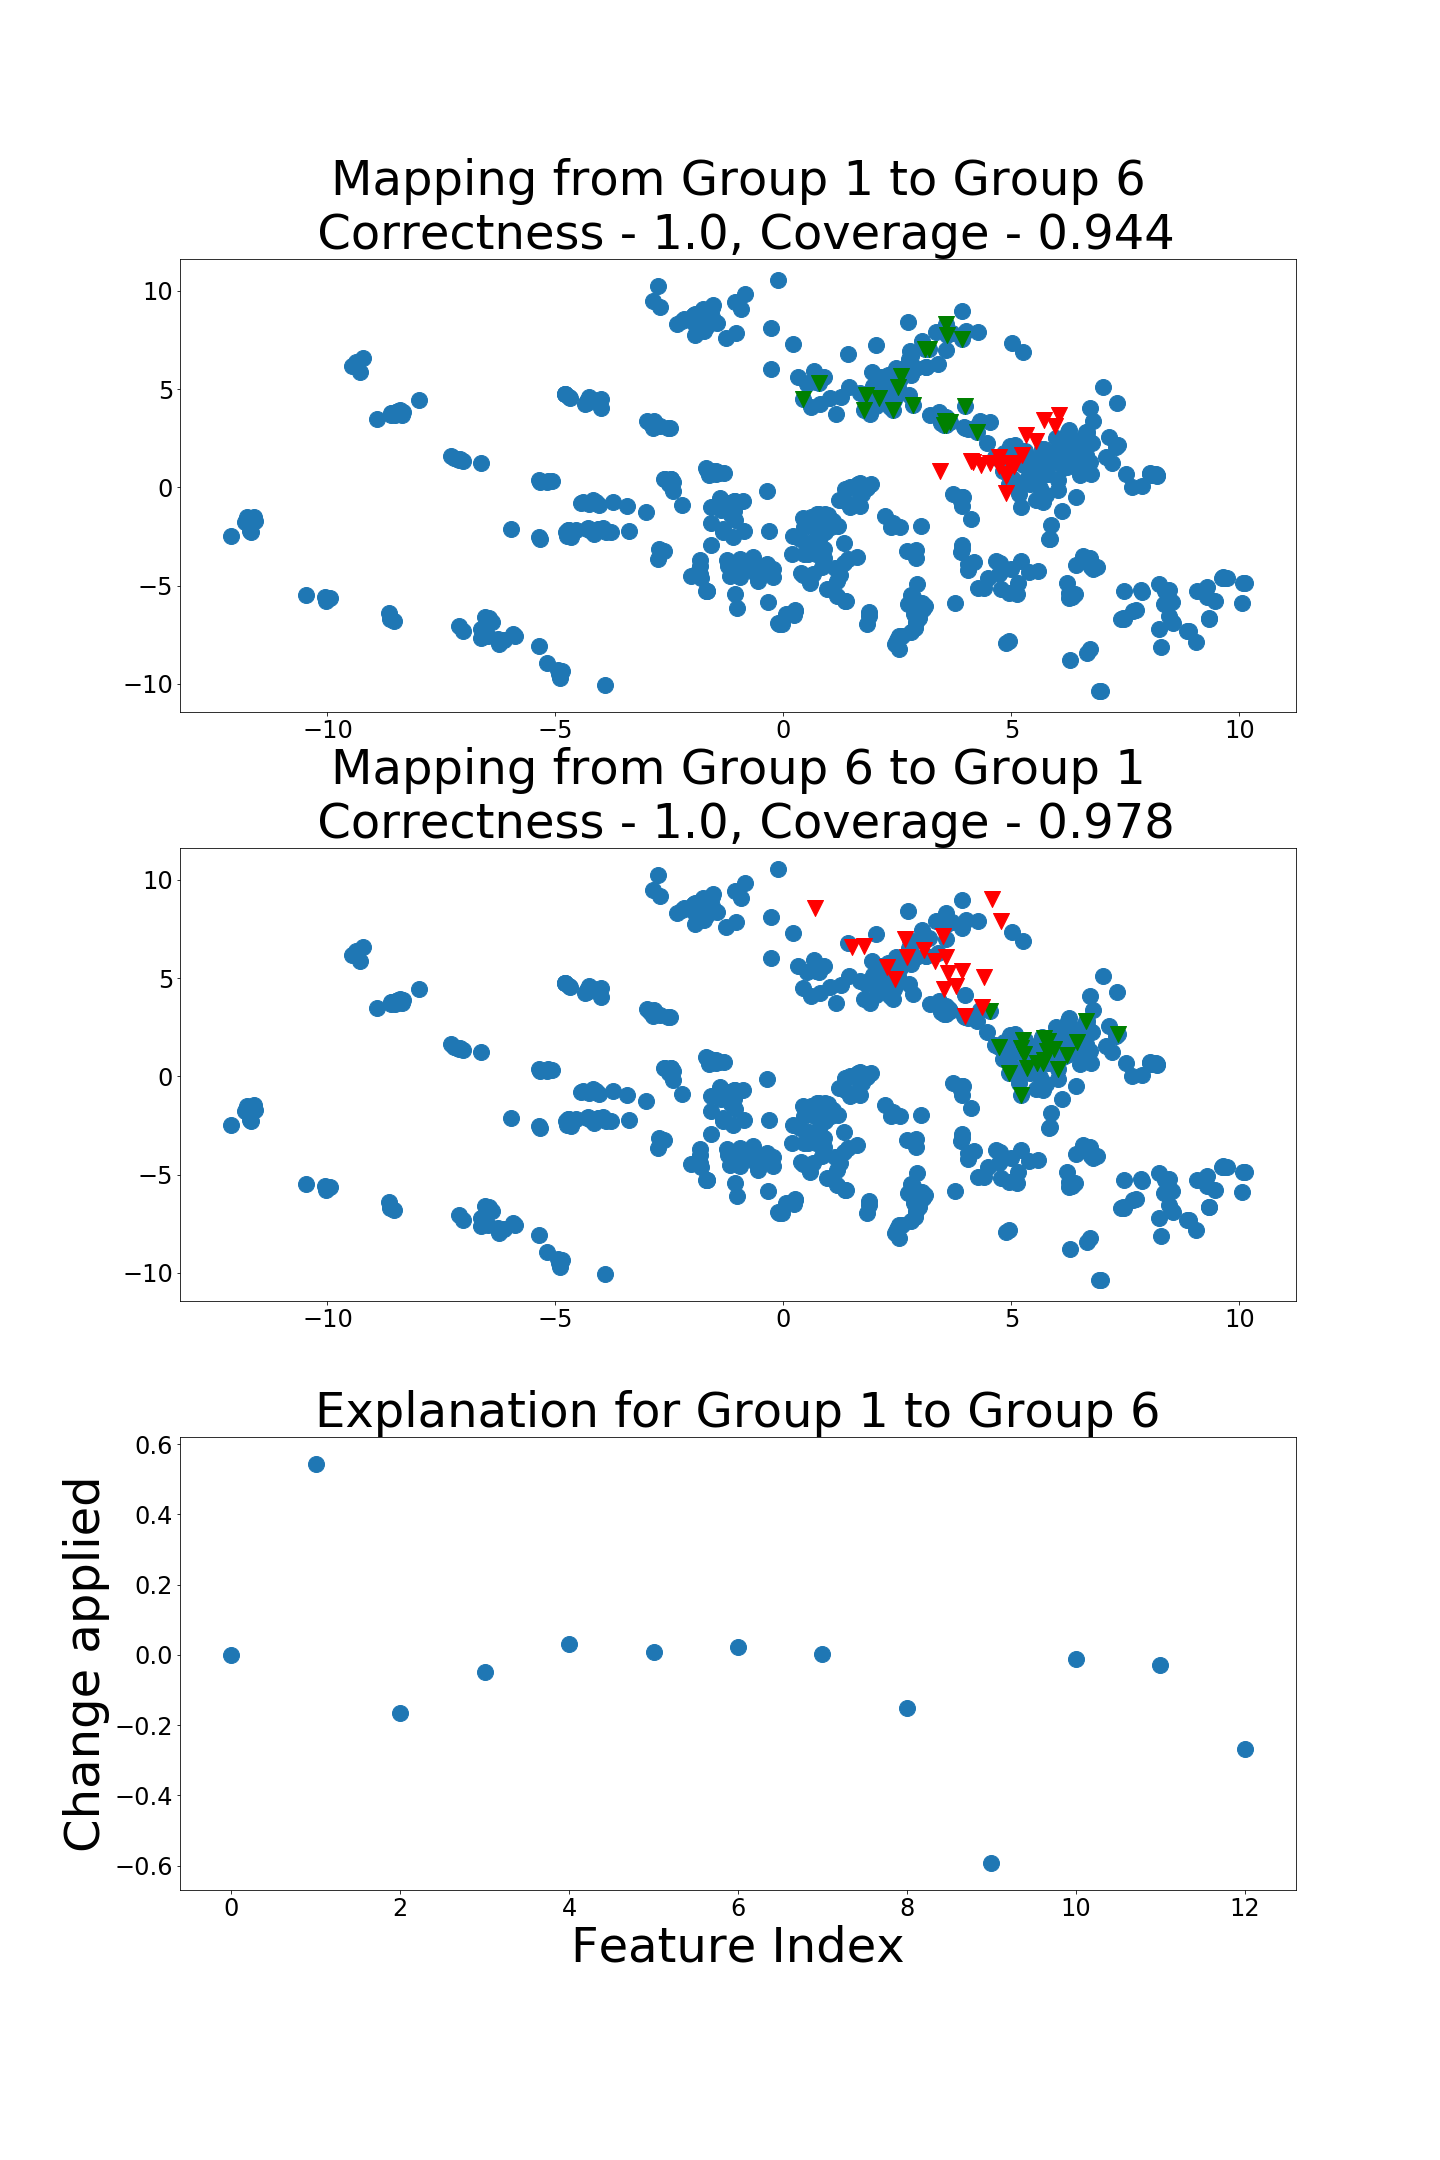 Mapping from Group 1 to Group 6
Correctness - 1.0, Coverage - 0.944
10
5
0
−5
−10
−10 −5 0 5 10
Mapping from Group 6 to Group 1
Correctness - 1.0, Coverage - 0.978
10
5
0
−5
−10
−10 −5 0 5 10
Explanation for Group 1 to Group 6
Change applied
0.6
0.4
0.2
0.0
−0.2
−0.4
−0.6
0 2 4 6 8 10 12
Feature Index